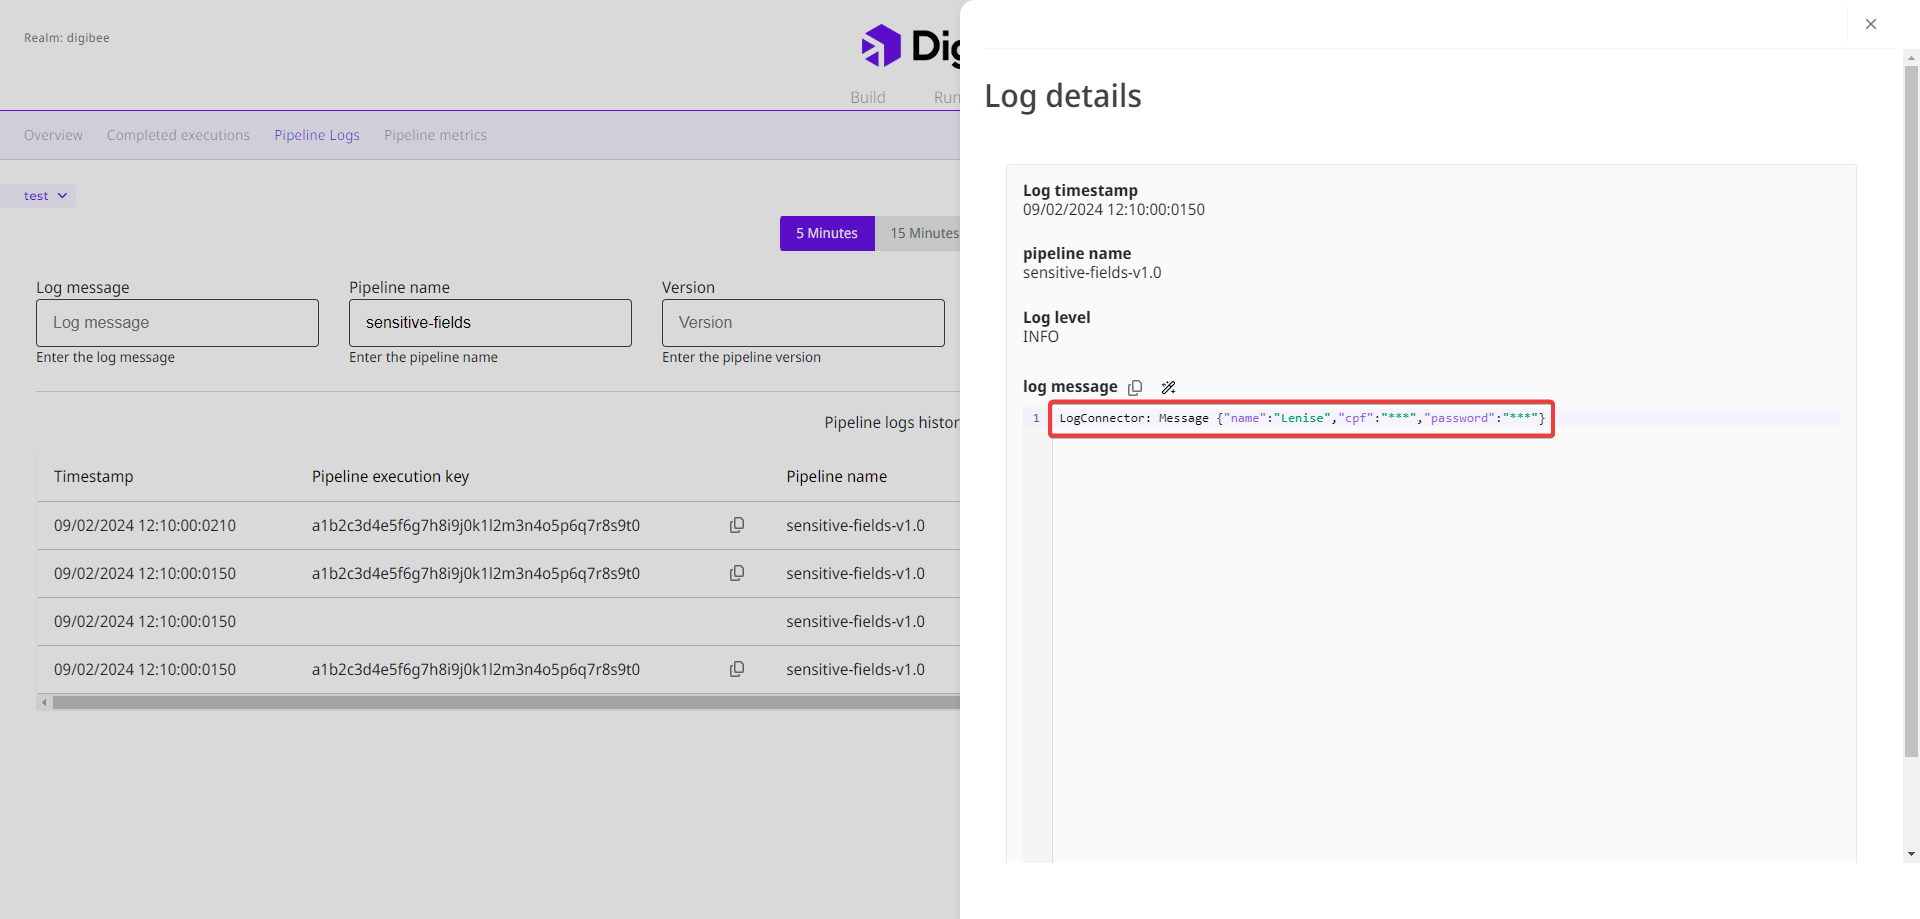 Realm: digibee
Build
Overview
Completed executions
Pipeline Logs
Pipeline metrics
test
5 Minutes
15 Minutes
Log message
Pipeline name
Version
Log message
sensitive-fields
Version
Enter the log message
Enter the pipeline name
Enter the pipeline version
Pipeline logs
Timestamp
Pipeline execution key
Pipeline name
09/02/2024 12:10:00:0210
a1b2c3d4e5f6g7h8i9j0k1l2m3n4o5p6q7r8s9t0
sensitive-fields-v1.0
09/02/2024 12:10:00:0150
a1b2c3d4e5f6g7h8i9j0k1l2m3n4o5p6q7r8s9t0
sensitive-fields-v1.0
09/02/2024 12:10:00:0150
sensitive-fields-v1.0
09/02/2024 12:10:00:0150
a1b2c3d4e5f6g7h8i9j0k1l2m3n4o5p6q7r8s9t0
sensitive-fields-v1.0
Log details
Log timestamp
09/02/2024 12:10:00:0150
pipeline name
sensitive-fields-v1.0
Log level
INFO
log message
1 LogConnector: Message {"name":"Lenise","cpf":"***","password":"***"}